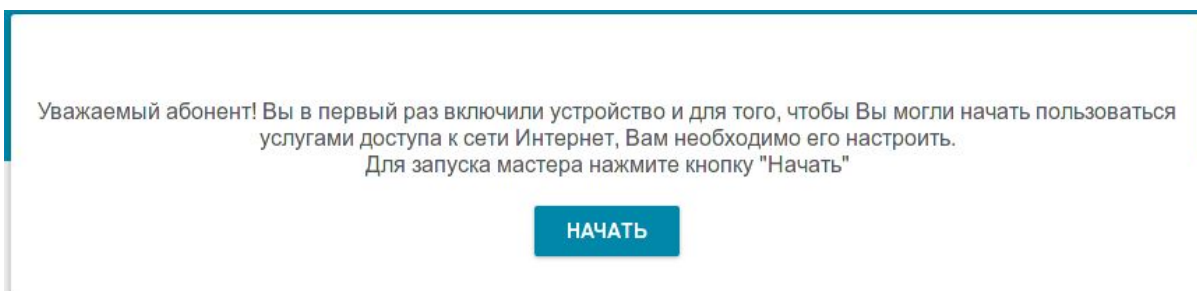 Уважаемый абонент! Вы в первый раз включили устройство и для того, чтобы Вы могли начать пользоваться
услугами доступа к сети Интернет, Вам необходимо его настроить.
Для запуска мастера нажмите кнопку "Начать"
НАЧАТЬ